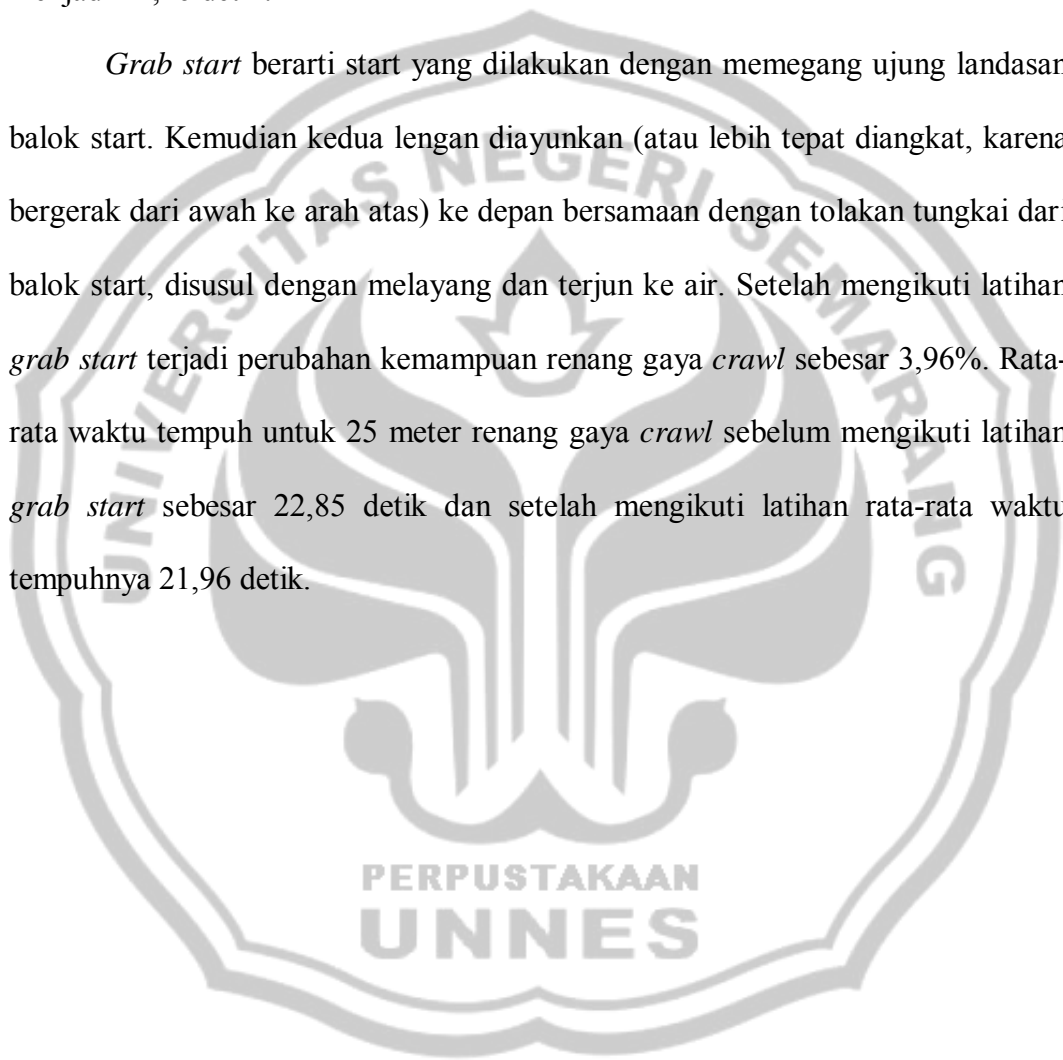 Grab start berarti start yang dilakukan dengan memegang ujung landasan
balok start. Kemudian kedua lengan diayunkan (atau lebih tepat diangkat, karena
bergerak dari awah ke arah atas) ke depan bersamaan dengan tolakan tungkai dari
balok start, disusul dengan melayang dan terjun ke air. Setelah mengikuti latihan
grab start terjadi perubahan kemampuan renang gaya crawl sebesar 3,96%. Rata-
rata waktu tempuh untuk 25 meter renang gaya crawl sebelum mengikuti latihan
grab start sebesar 22,85 detik dan setelah mengikuti latihan rata-rata waktu
tempuhnya 21,96 detik.
UNIVERSITAS NEGERI SEMARANG
PERPUSTAKAAN
UNNES